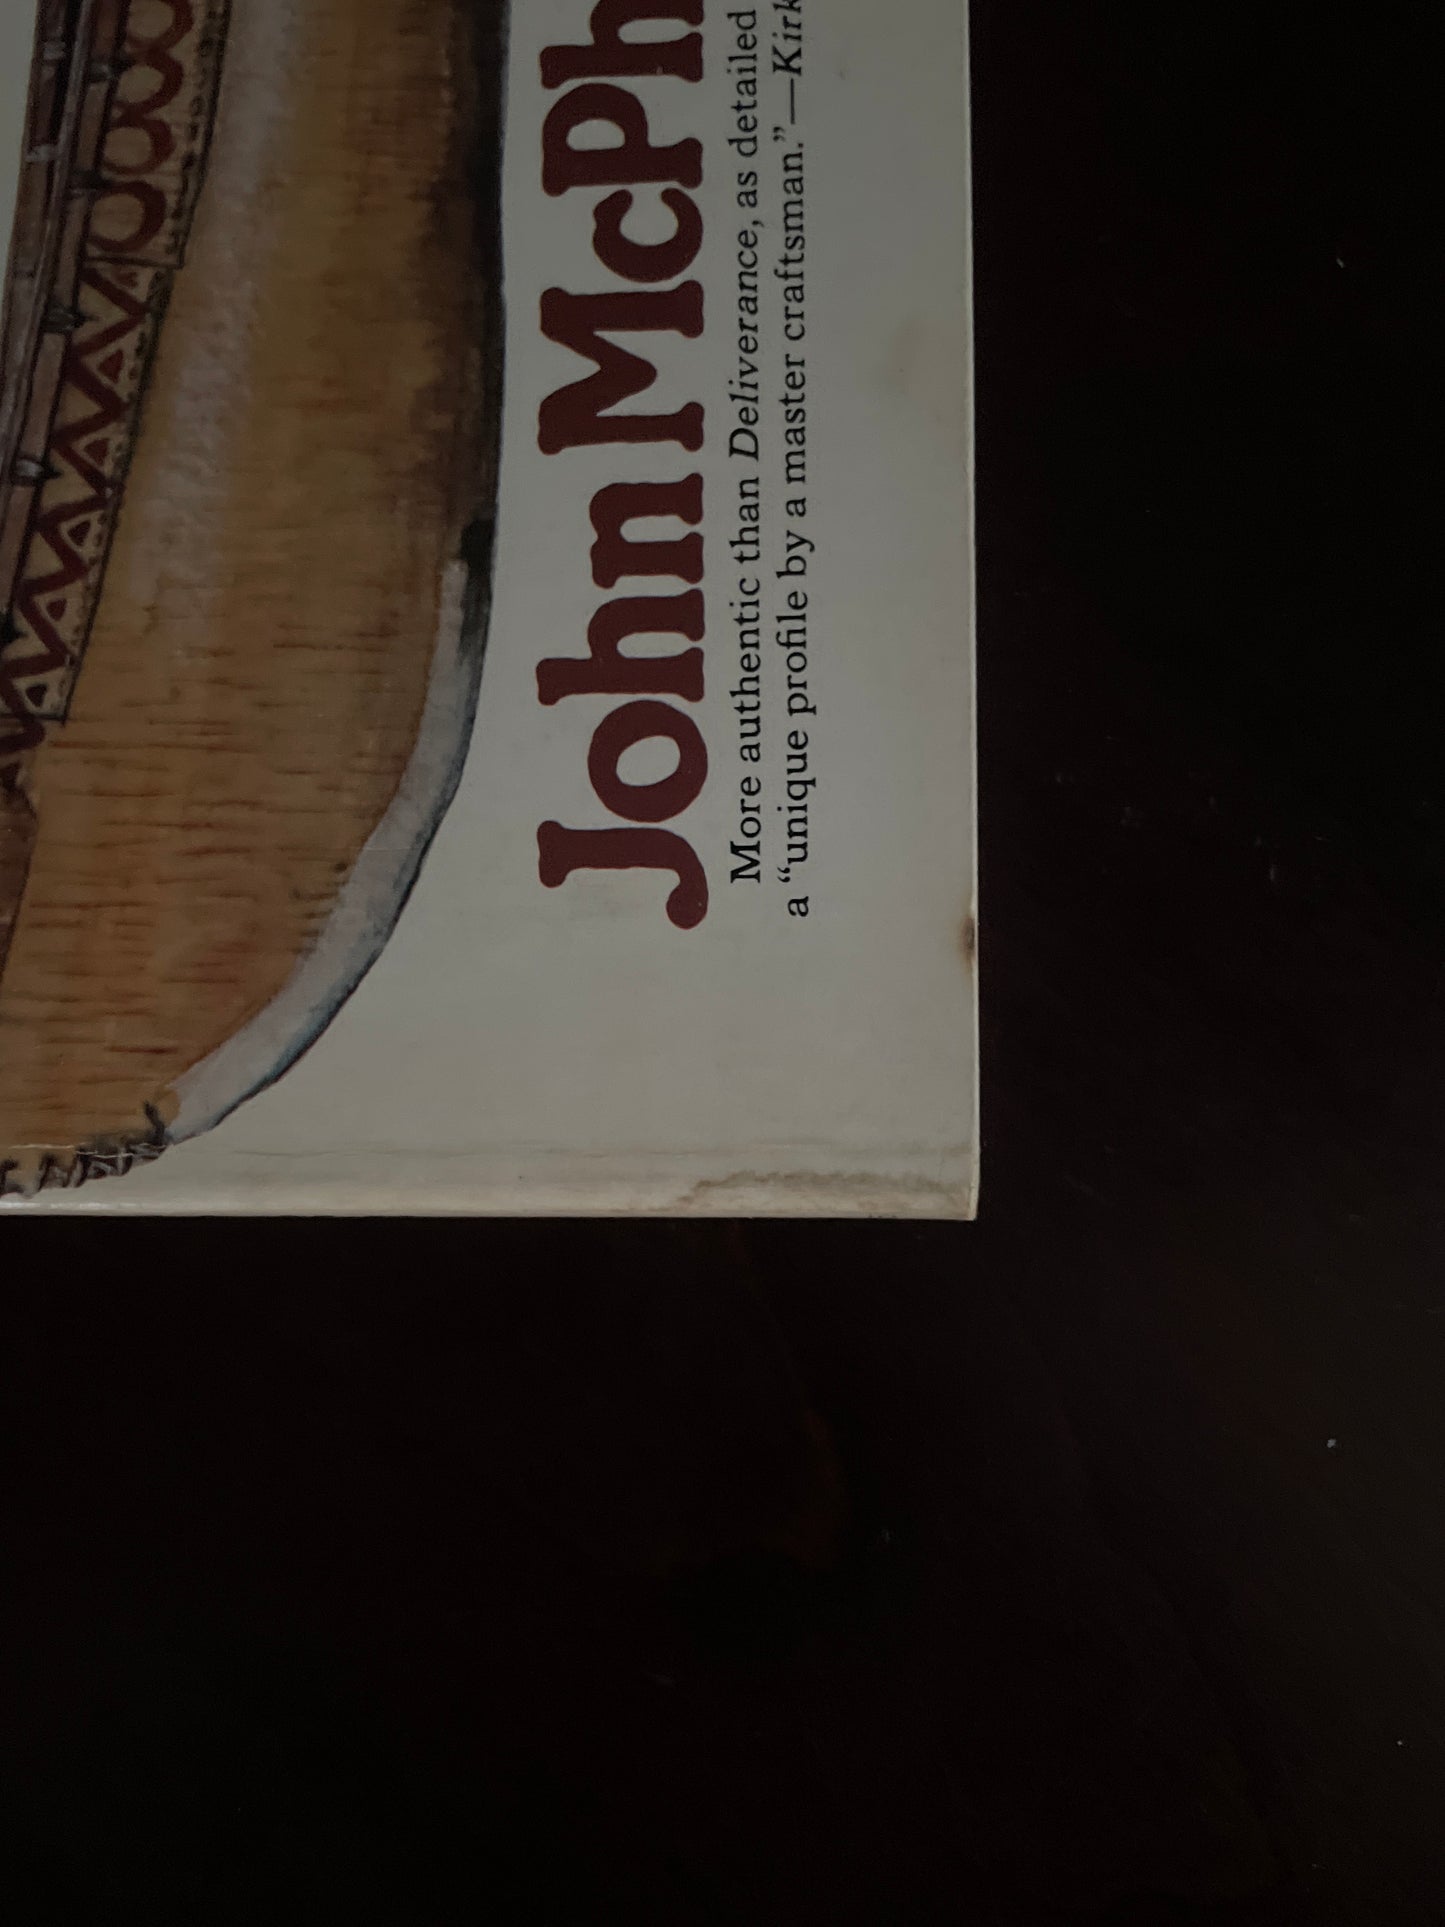 John McPh
More authentic than Deliverance, as detailed
a “unique profile by a master craftsman.”—Kirk